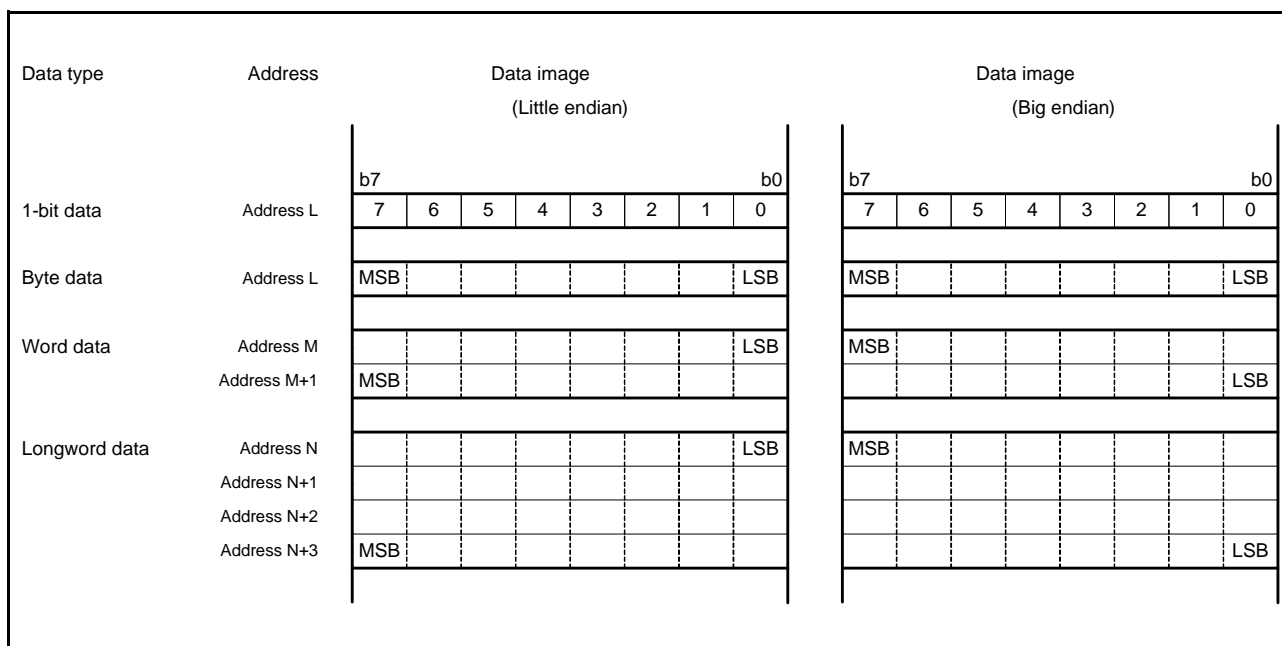 Data type Address Data image Data image
(Little endian) (Big endian)
b7 b0 b7 b0
1-bit data Address L 7 6 5 4 3 2 1 0 7 6 5 4 3 2 1 0
Byte data Address L MSB LSB MSB LSB
Word data Address M LSB MSB
Address M+1 MSB LSB
Longword data Address N LSB MSB
Address N+1
Address N+2
Address N+3 MSB LSB